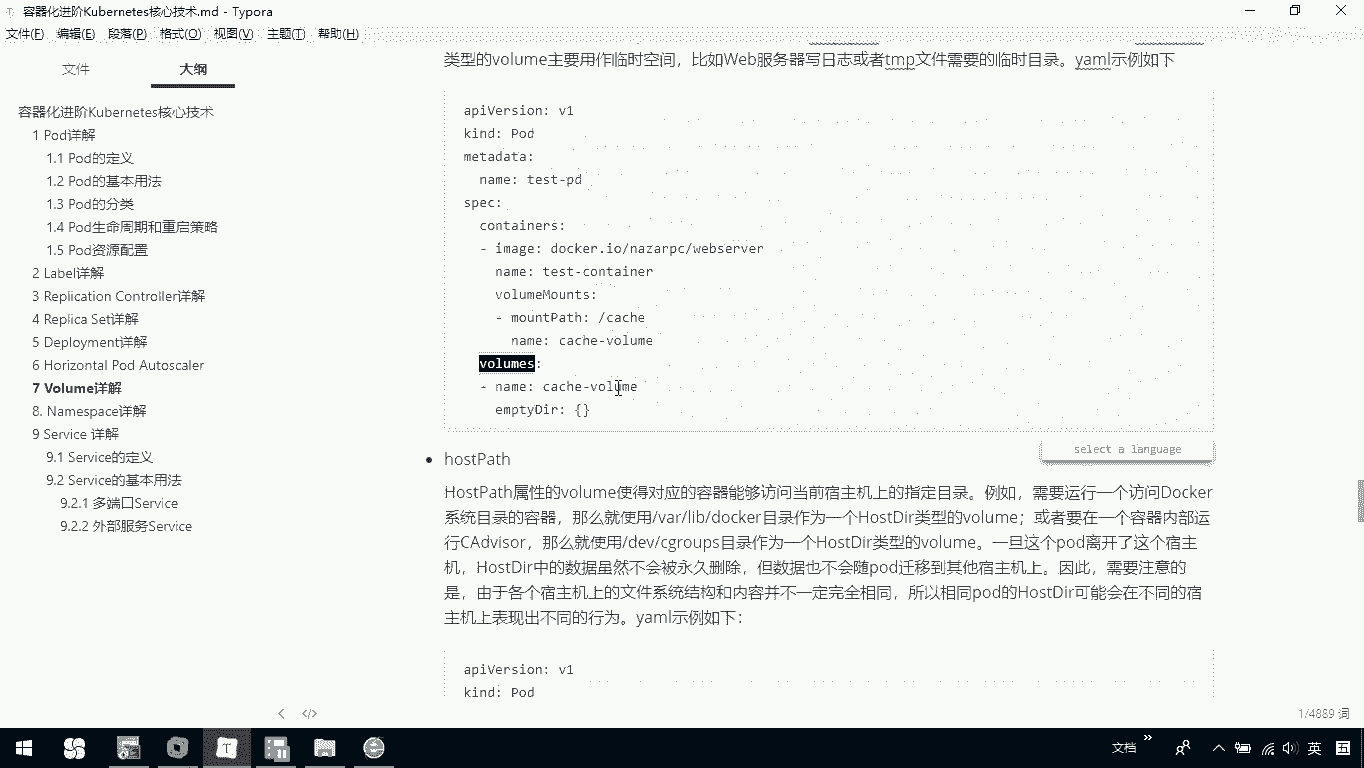 容器化进阶Kubernetes核心技术.md - Typora
文件(F) 编辑(E) 段落(P) 格式(O) 视图(V) 主题(T) 帮助(H)
文件 大纲
容器化进阶Kubernetes核心技术
1 Pod详解
1.1 Pod的定义
1.2 Pod的基本用法
1.3 Pod的分类
1.4 Pod生命周期和重启策略
1.5 Pod资源配置
2 Label详解
3 Replication Controller详解
4 Replica Set详解
5 Deployment详解
6 Horizontal Pod Autoscaler
7 Volume详解
8. Namespace详解
9 Service 详解
9.1 Service的定义
9.2 Service的基本用法
9.2.1 多端口Service
9.2.2 外部服务Service
类型的volume主要用作临时空间，比如Web服务器写日志或者tmp文件需要的临时目录。yaml示例如下
apiVersion: v1
kind: Pod
metadata:
  name: test-pd
spec:
  containers:
  - image: docker.io/nazarpc/webserver
    name: test-container
    volumeMounts:
    - mountPath: /cache
      name: cache-volume
  volumes:
  - name: cache-volume
    emptyDir: {}
select a language
• hostPath
HostPath属性的volume使得对应的容器能够访问当前宿主机上的指定目录。例如，需要运行一个访问Docker
系统目录的容器，那么就使用/var/lib/docker目录作为一个HostDir类型的volume；或者要在一个容器内部运
行CAdvisor，那么就使用/dev/cgroups目录作为一个HostDir类型的volume。一旦这个pod离开了这个宿主
机，HostDir中的数据虽然不会被永久删除，但数据也不会随pod迁移到其他宿主机上。因此，需要注意的
是，由于各个宿主机上的文件系统结构和内容并不一定完全相同，所以相同pod的HostDir可能会在不同的宿
主机上表现出不同的行为。yaml示例如下：
apiVersion: v1
kind: Pod
1/4889 词
文档 英 五